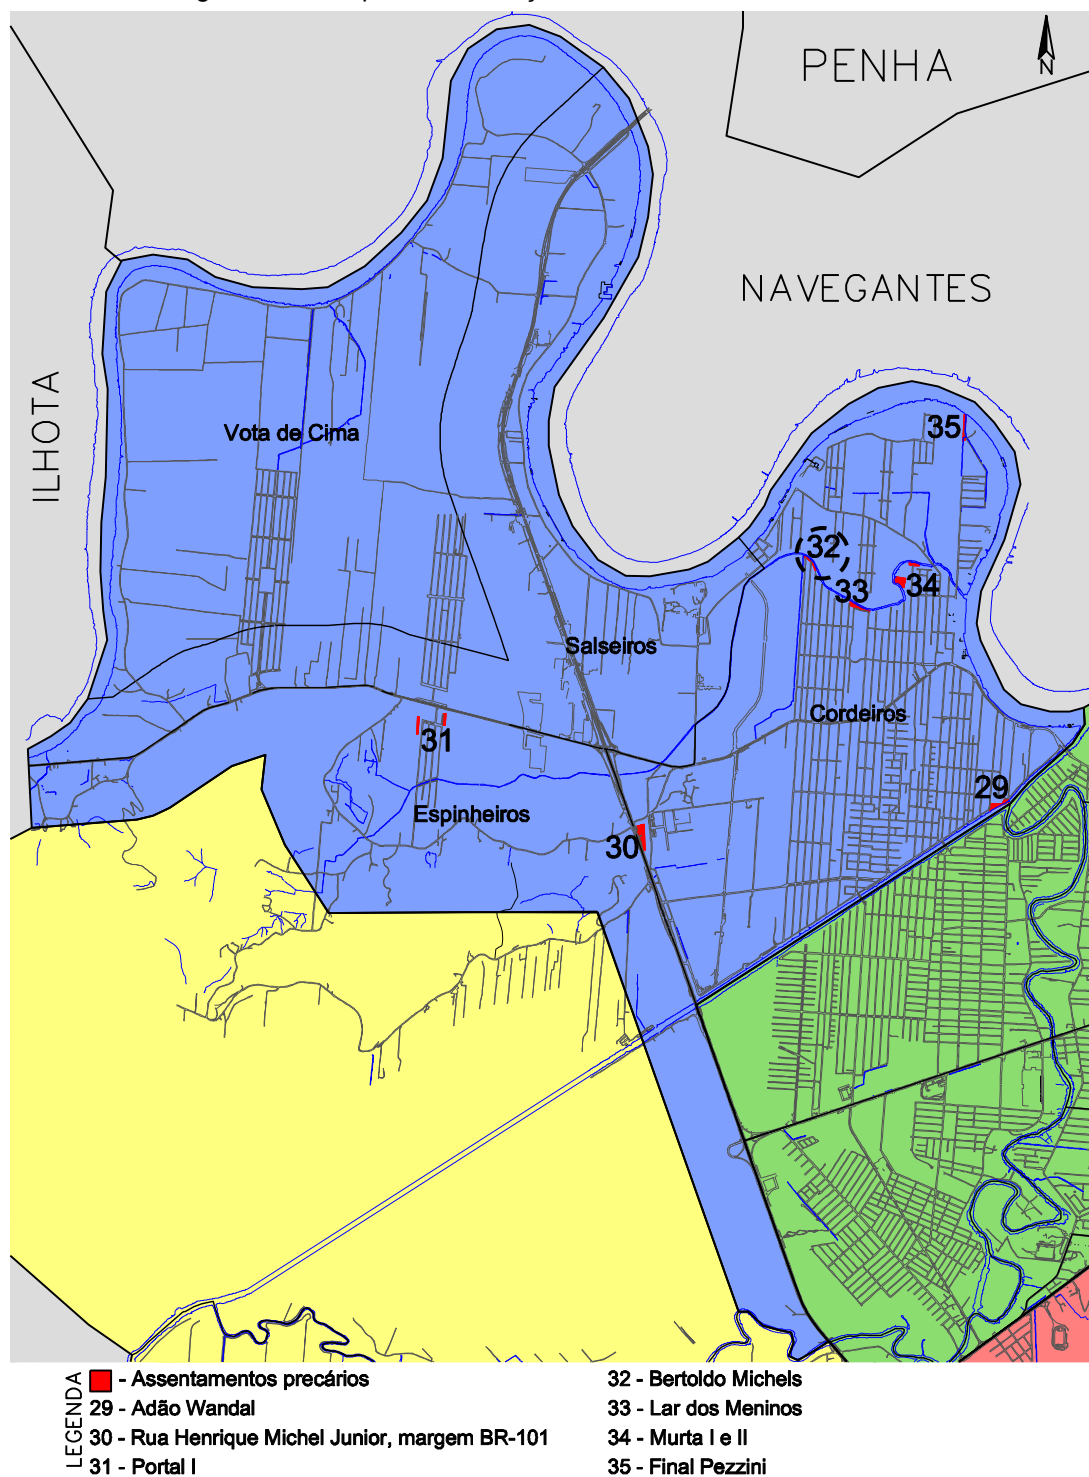 PENHA
N
NAVEGANTES
ILHOTA
Vota de Cima
35
32
33
34
Salseiros
Cordeiros
31
29
Espinheiros
30
LEGENDA
- Assentamentos precários
29 - Adão Wandal
30 - Rua Henrique Michel Junior, margem BR-101
31 - Portal I
32 - Bertoldo Michels
33 - Lar dos Meninos
34 - Murta I e II
35 - Final Pezzini